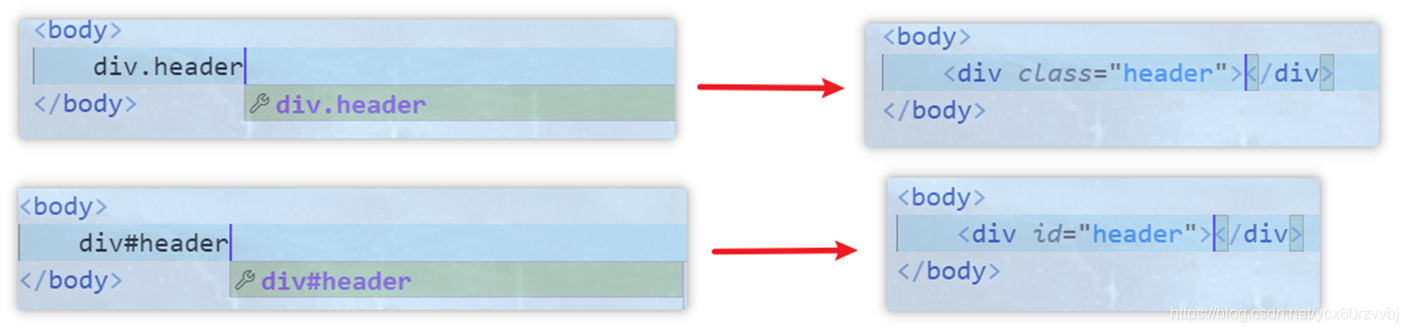 <body>
div.header
</body>
div.header
<body>
<div class="header"></div>
</body>
<body>
div#header
</body>
div#header
<body>
<div id="header"></div>
</body>
https://blog.csdn.net/ycx60rzvvbj